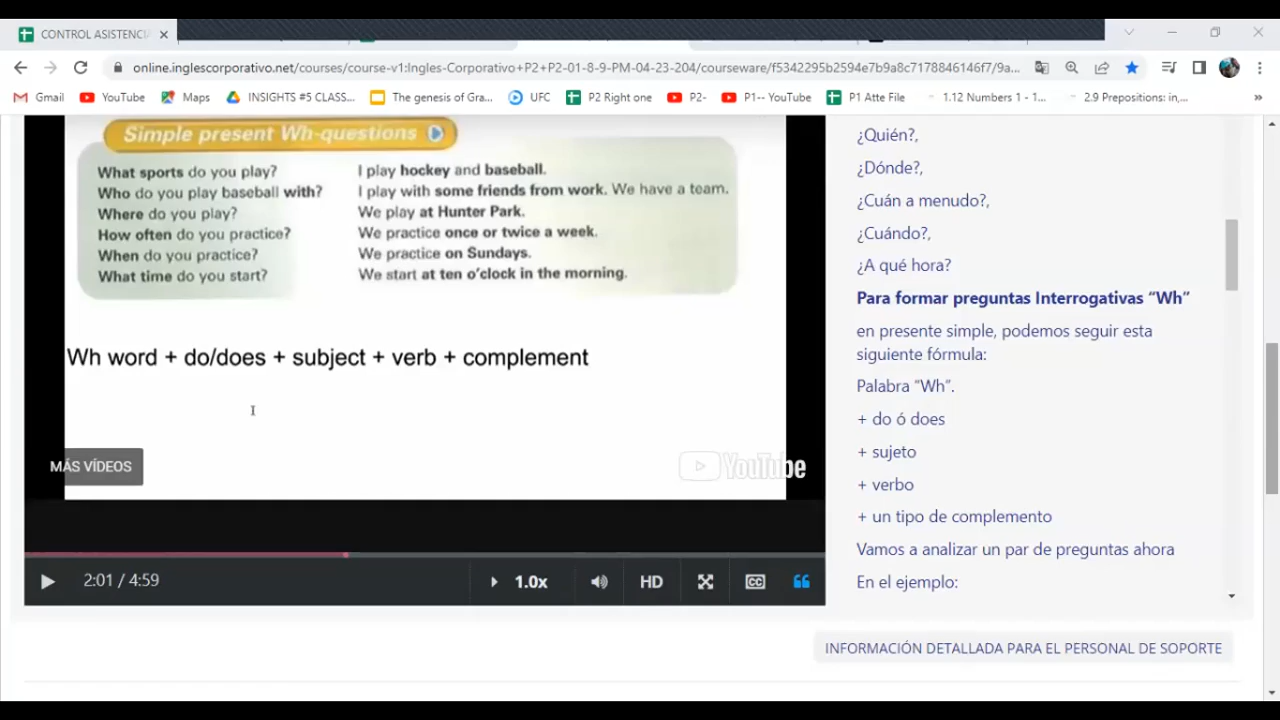 CONTROL ASISTENCI
online.inglescorporativo.net/courses/course-v1:Ingles-Corporativo+P2+P2-01-8-9-PM-04-23-204/courseware/f5342295b2594e7b9a8c7178846146f7/9a...
Gmail YouTube Maps INSIGHTS #5 CLASS... The genesis of Gra... UFC P2 Right one P2- P1-- YouTube P1 Atte File 1.12 Numbers 1 - 1... 2.9 Prepositions: in,... »
Simple present Wh-questions
What sports do you play? I play hockey and baseball.
Who do you play baseball with? I play with some friends from work. We have a team.
Where do you play? We play at Hunter Park.
How often do you practice? We practice once or twice a week.
When do you practice? We practice on Sundays.
What time do you start? We start at ten o'clock in the morning.
Wh word + do/does + subject + verb + complement
MÁS VÍDEOS
YouTube
2:01 / 4:59 1.0x HD CC
¿Quién?,
¿Dónde?,
¿Cuán a menudo?,
¿Cuándo?,
¿A qué hora?
Para formar preguntas Interrogativas “Wh”
en presente simple, podemos seguir esta
siguiente fórmula:
Palabra “Wh”.
+ do ó does
+ sujeto
+ verbo
+ un tipo de complemento
Vamos a analizar un par de preguntas ahora
En el ejemplo:
INFORMACIÓN DETALLADA PARA EL PERSONAL DE SOPORTE